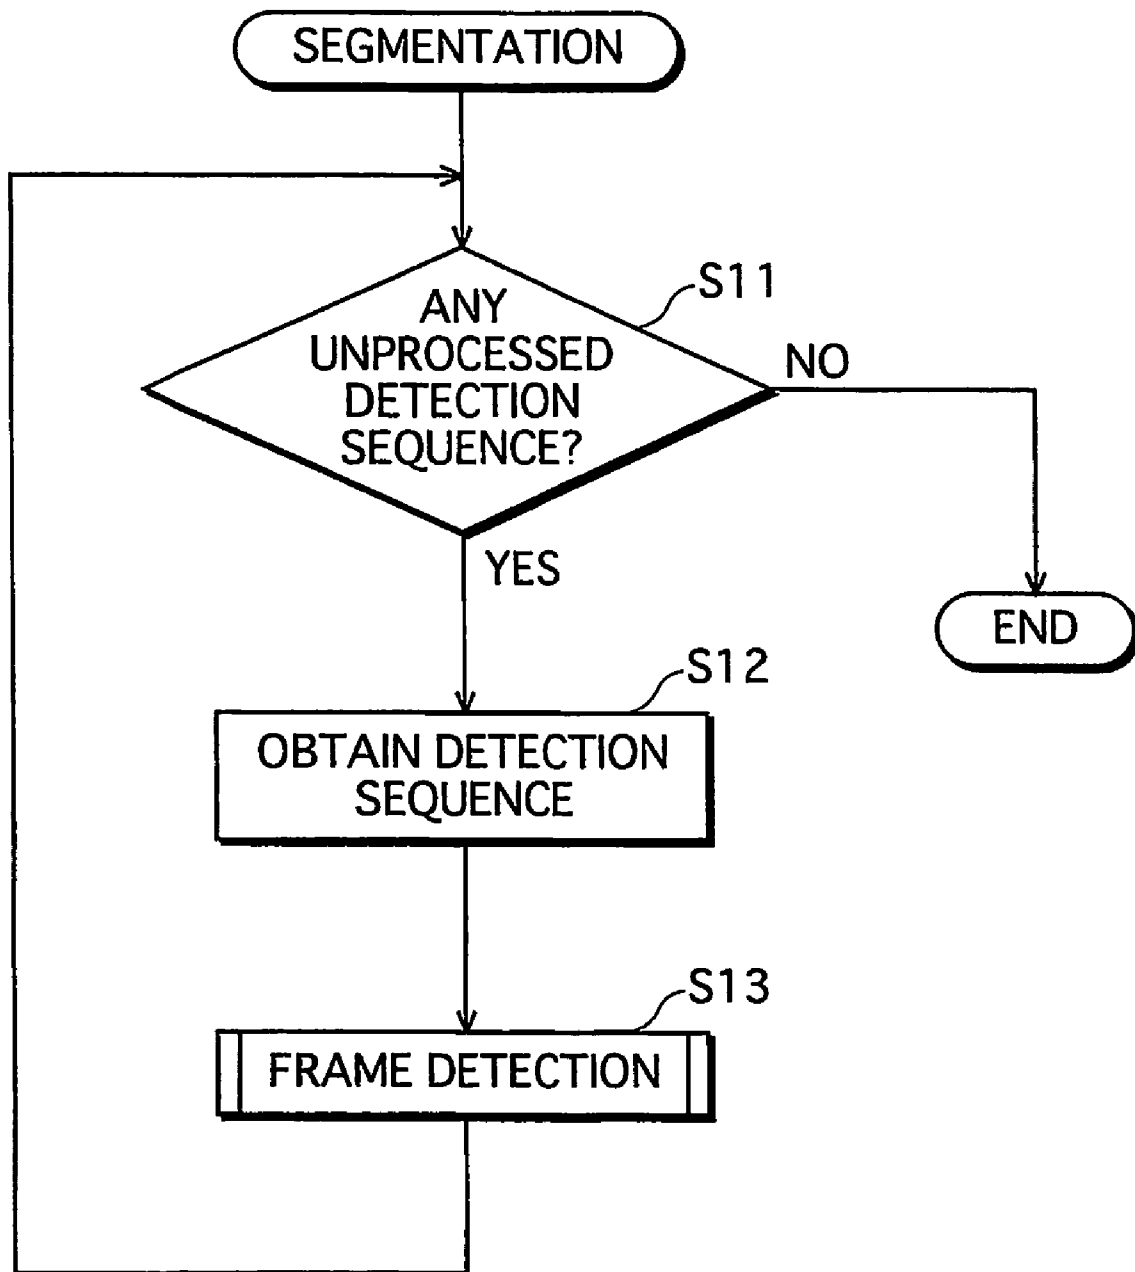 SEGMENTATION
S11
ANY
UNPROCESSED
DETECTION
SEQUENCE?
NO
YES
END
S12
OBTAIN DETECTION
SEQUENCE
S13
FRAME DETECTION